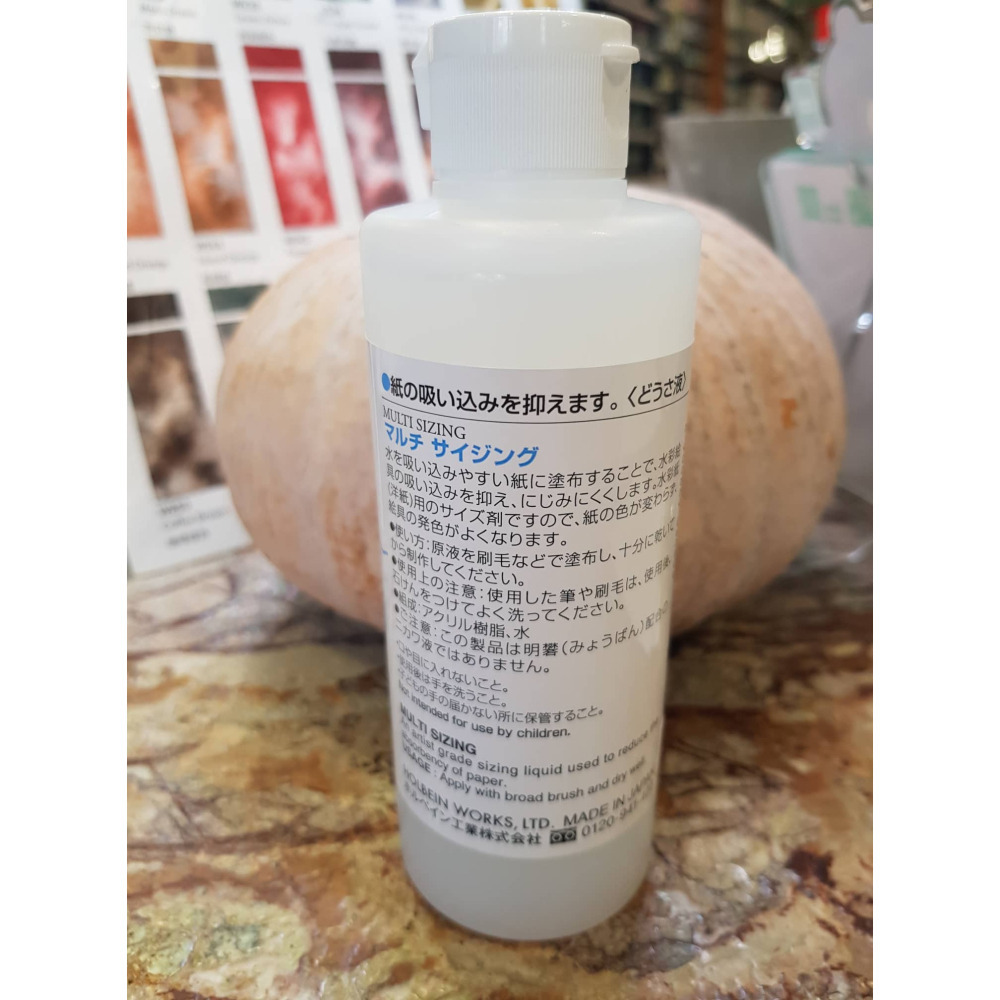 ●紙の吸い込みを抑えます。〈どうさ液〉
MULTI SIZING
マルチ サイジング
水を吸い込みやすい紙に塗布することで、水彩絵
具の吸い込みを抑え、にじみにくくします。水彩紙
(洋紙)用のサイズ剤ですので、紙の色が変わらず、
絵具の発色がよくなります。
●使い方:原液を刷毛などで塗布し、十分に乾いて
から制作してください。
●使用上の注意:使用した筆や刷毛は、使用後、
石けんをつけてよく洗ってください。
●組成:アクリル樹脂、水
●ご注意:この製品は明礬(みょうばん)配合の
ニカワ液ではありません。
・口や目に入れないこと。
・使用後は手を洗うこと。
・子どもの手の届かない所に保管すること。
Not intended for use by children.
MULTI SIZING
An artist grade sizing liquid used to reduce the
absorbency of paper.
USAGE : Apply with broad brush and dry well.
HOLBEIN WORKS, LTD. MADE IN JAPAN
ホルベイン工業株式会社 0120-941-